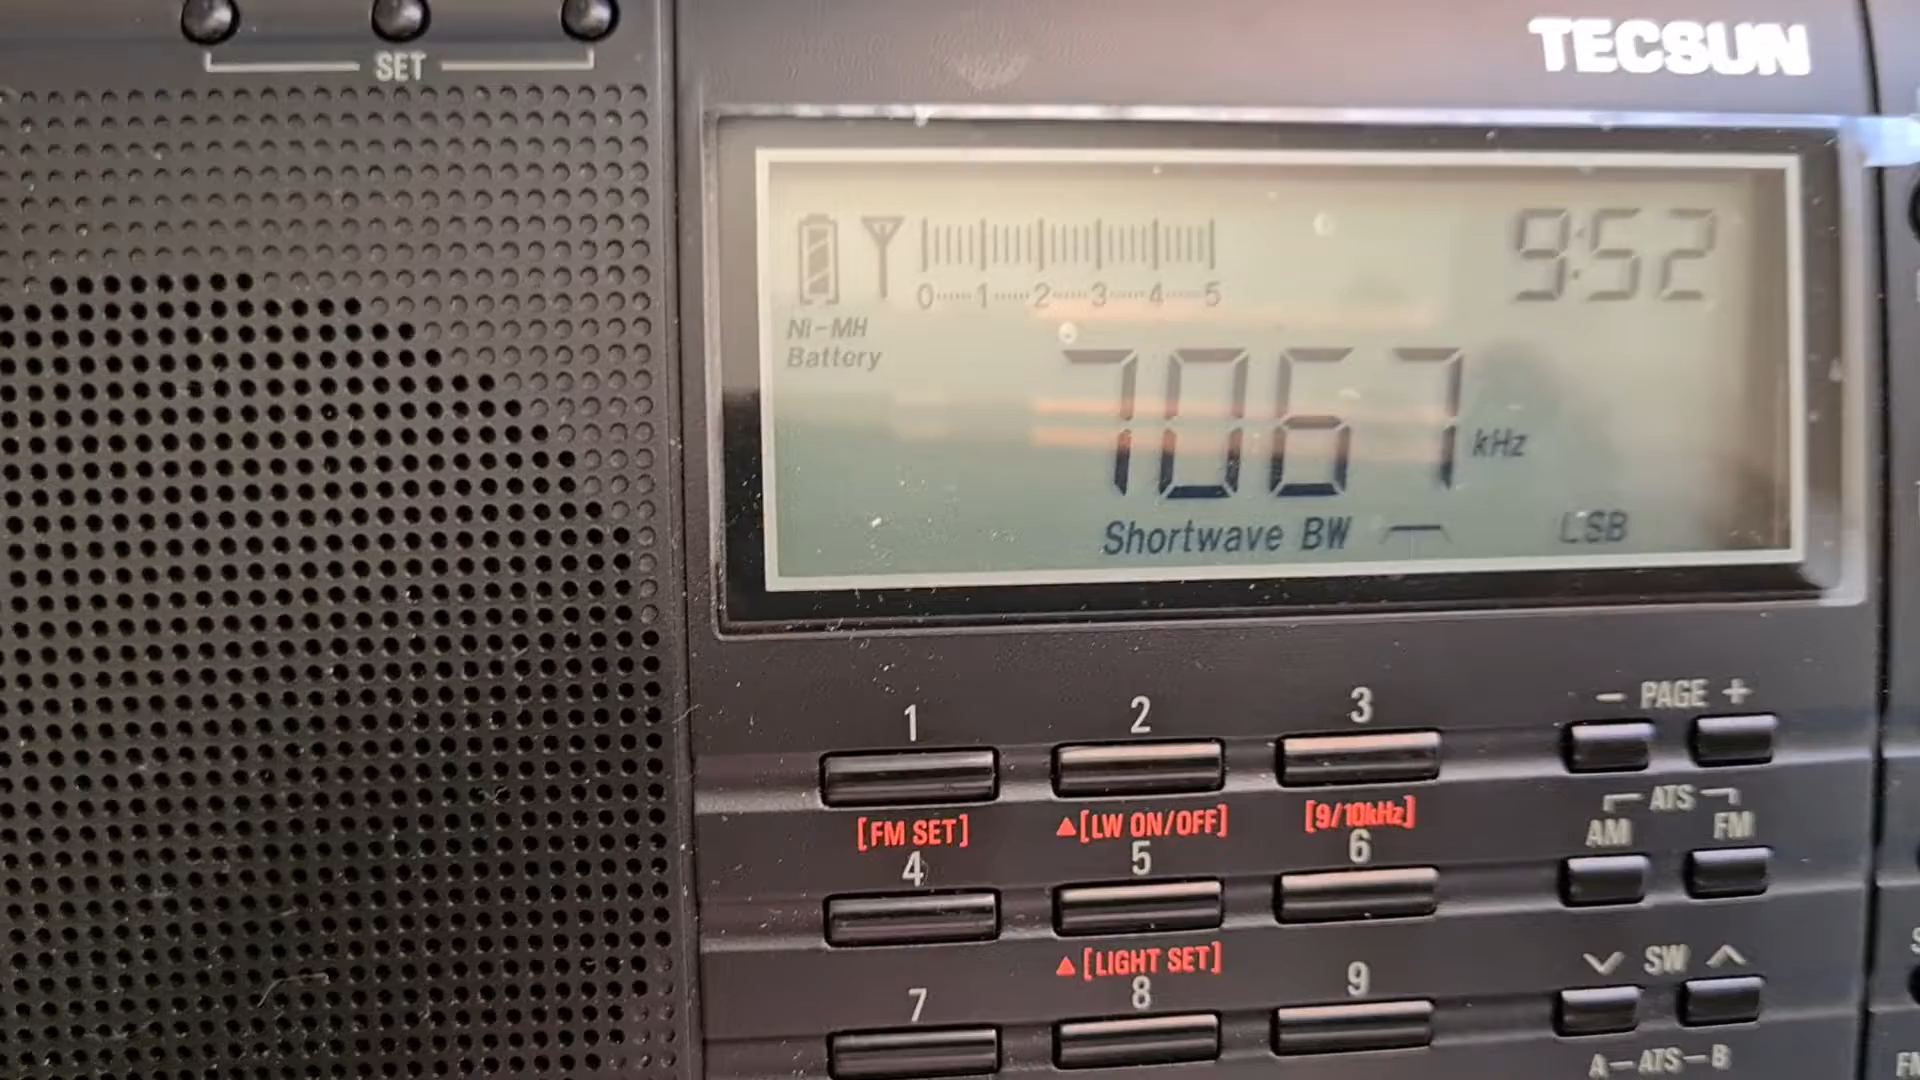 SET
TECSUN
9:52
0 1 2 3 4 5
Ni-MH
Battery
7067 kHz
Shortwave BW
LSB
- PAGE +
1 2 3
[FM SET] ▲[LW ON/OFF] [9/10kHz]
ATS
AM FM
4 5 6
▲[LIGHT SET]
SW
7 8 9
A-ATS-B